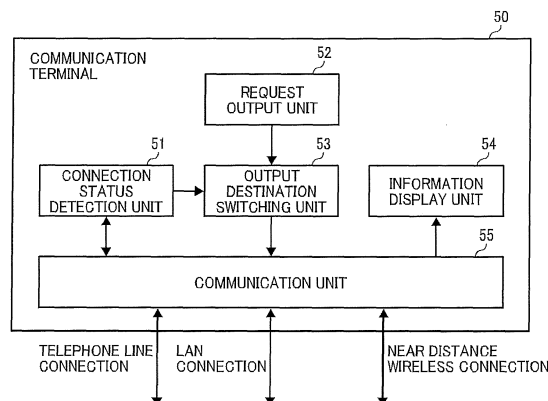 50
COMMUNICATION
TERMINAL
52
REQUEST
OUTPUT UNIT
51
CONNECTION
STATUS
DETECTION UNIT
53
OUTPUT
DESTINATION
SWITCHING UNIT
54
INFORMATION
DISPLAY UNIT
55
COMMUNICATION UNIT
TELEPHONE LINE
CONNECTION
LAN
CONNECTION
NEAR DISTANCE
WIRELESS CONNECTION